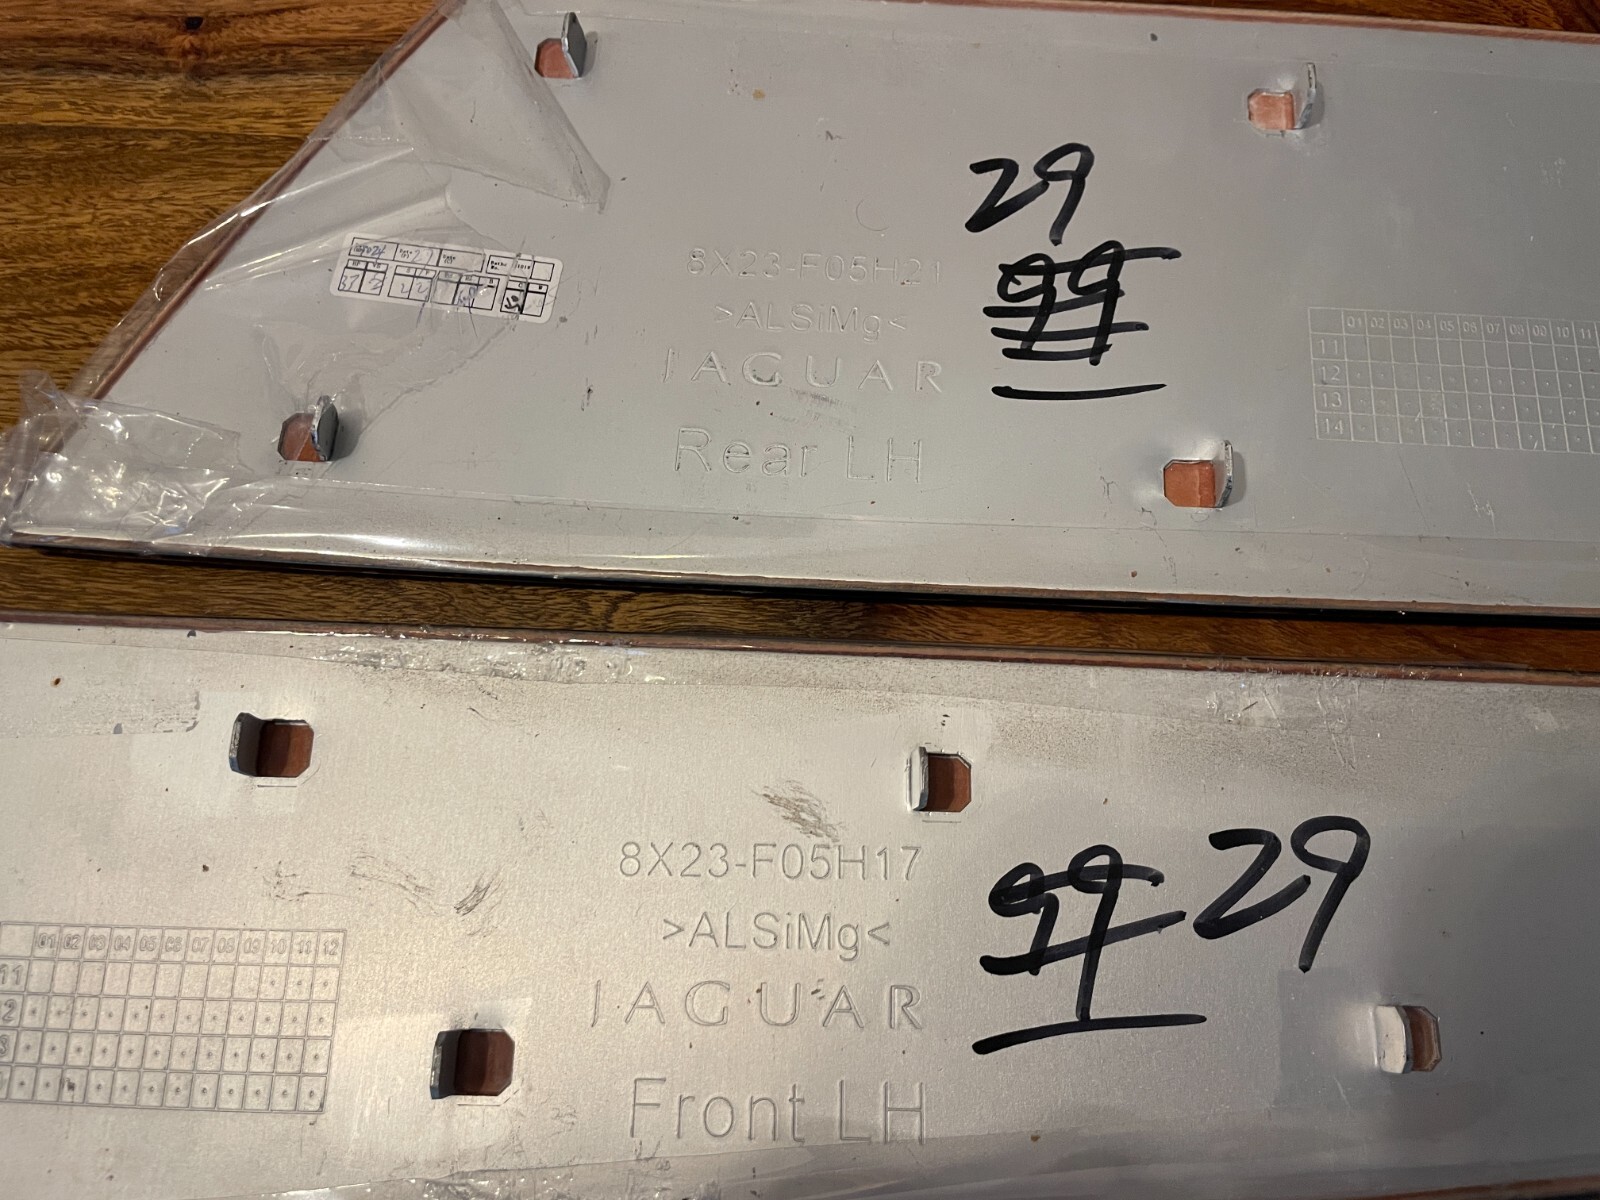 29
99
8X23-F05H21
>ALSiMg<
JAGUAR
Rear LH
01 02 03 04 05 06 07 08 09 10 11
11
12
13
14
8X23-F05H17
>ALSiMg<
JAGUAR
Front LH
99 29
01 02 03 04 05 06 07 08 09 10 11 12
11